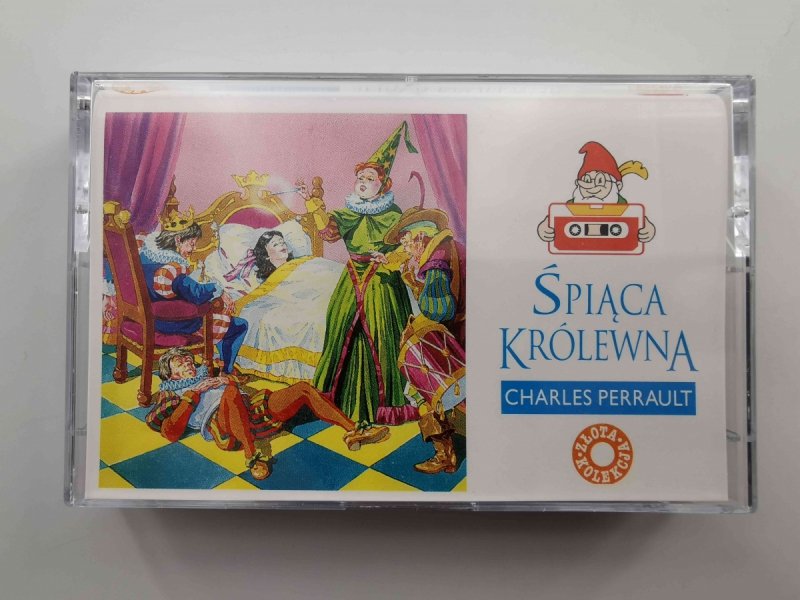 ŚPIĄCA
KRÓLEWNA
CHARLES PERRAULT
ZŁOTA
KOLEKCJA